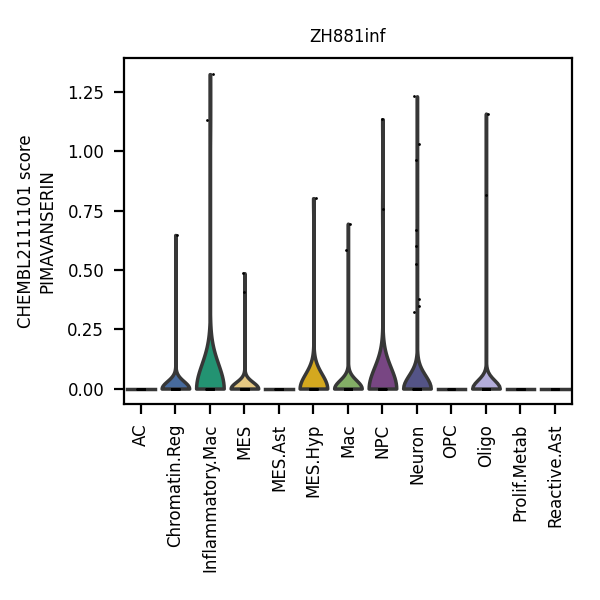 ZH881inf
CHEMBL2111101 score
PIMAVANSERIN
1.25
1.00
0.75
0.50
0.25
0.00
AC
Chromatin.Reg
Inflammatory.Mac
MES
MES.Ast
MES.Hyp
Mac
NPC
Neuron
OPC
Oligo
Prolif.Metab
Reactive.Ast